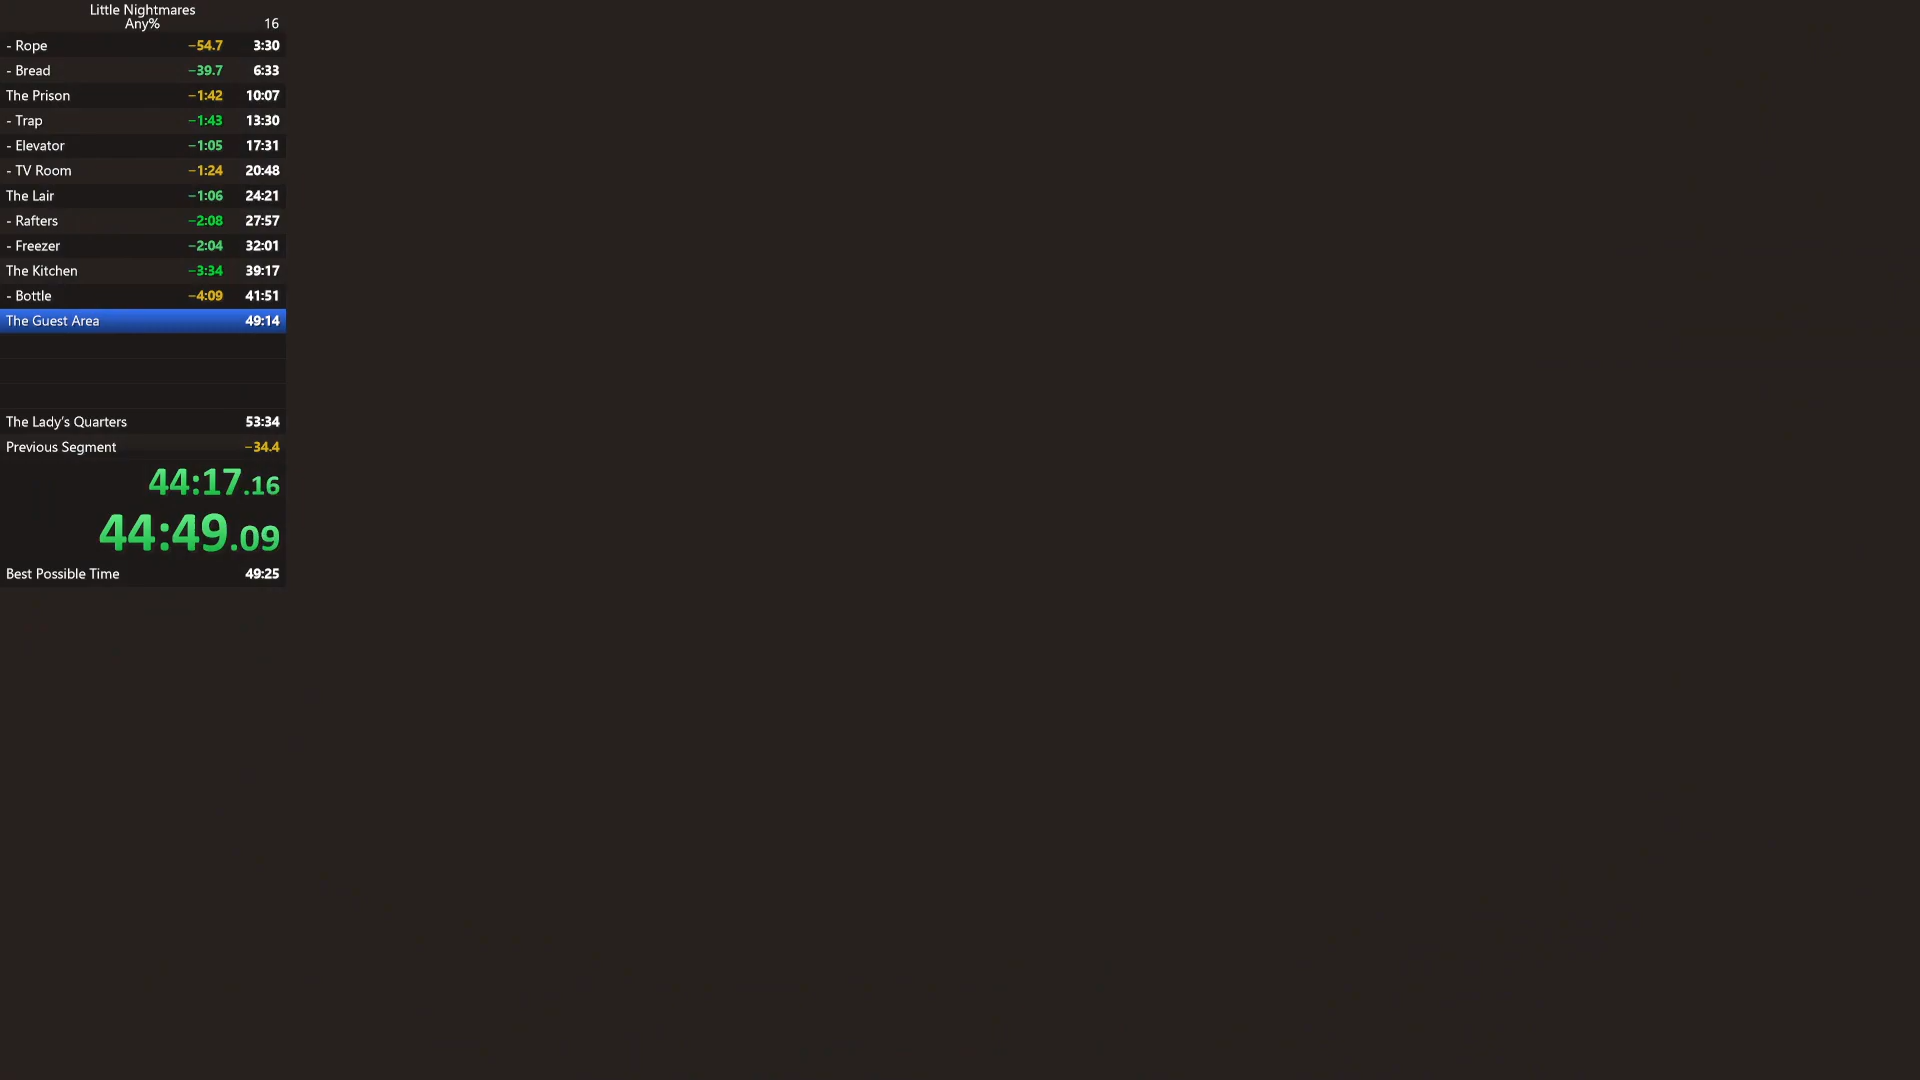 Little Nightmares
Any%
16
- Rope −54.7 3:30
- Bread −39.7 6:33
The Prison −1:42 10:07
- Trap −1:43 13:30
- Elevator −1:05 17:31
- TV Room −1:24 20:48
The Lair −1:06 24:21
- Rafters −2:08 27:57
- Freezer −2:04 32:01
The Kitchen −3:34 39:17
- Bottle −4:09 41:51
The Guest Area 49:14
The Lady's Quarters 53:34
Previous Segment −34.4
44:17.16
44:49.09
Best Possible Time 49:25